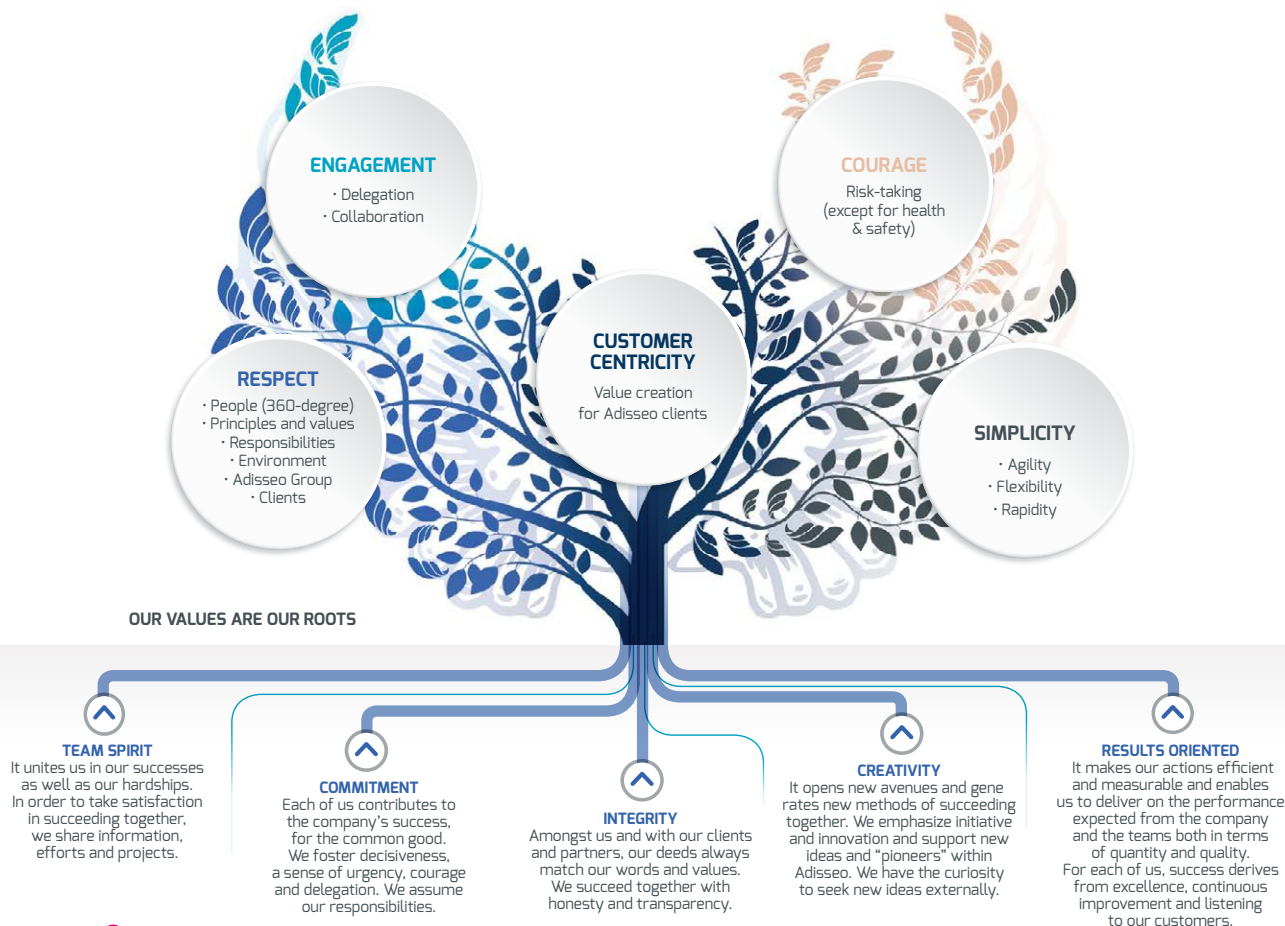 ENGAGEMENT
• Delegation
• Collaboration
COURAGE
Risk-taking
(except for health
& safety)
CUSTOMER
CENTRICITY
Value creation
for Adisseo clients
RESPECT
• People (360-degree)
• Principles and values
• Responsibilities
• Environment
• Adisseo Group
• Clients
SIMPLICITY
• Agility
• Flexibility
• Rapidity
OUR VALUES ARE OUR ROOTS
TEAM SPIRIT
It unites us in our successes
as well as our hardships.
In order to take satisfaction
in succeeding together,
we share information,
efforts and projects.
COMMITMENT
Each of us contributes to
the company's success,
for the common good.
We foster decisiveness,
a sense of urgency, courage
and delegation. We assume
our responsibilities.
INTEGRITY
Amongst us and with our clients
and partners, our deeds always
match our words and values.
We succeed together with
honesty and transparency.
CREATIVITY
It opens new avenues and gene
rates new methods of succeeding
together. We emphasize initiative
and innovation and support new
ideas and “pioneers” within
Adisseo. We have the curiosity
to seek new ideas externally.
RESULTS ORIENTED
It makes our actions efficient
and measurable and enables
us to deliver on the performance
expected from the company
and the teams both in terms
of quantity and quality.
For each of us, success derives
from excellence, continuous
improvement and listening
to our customers.